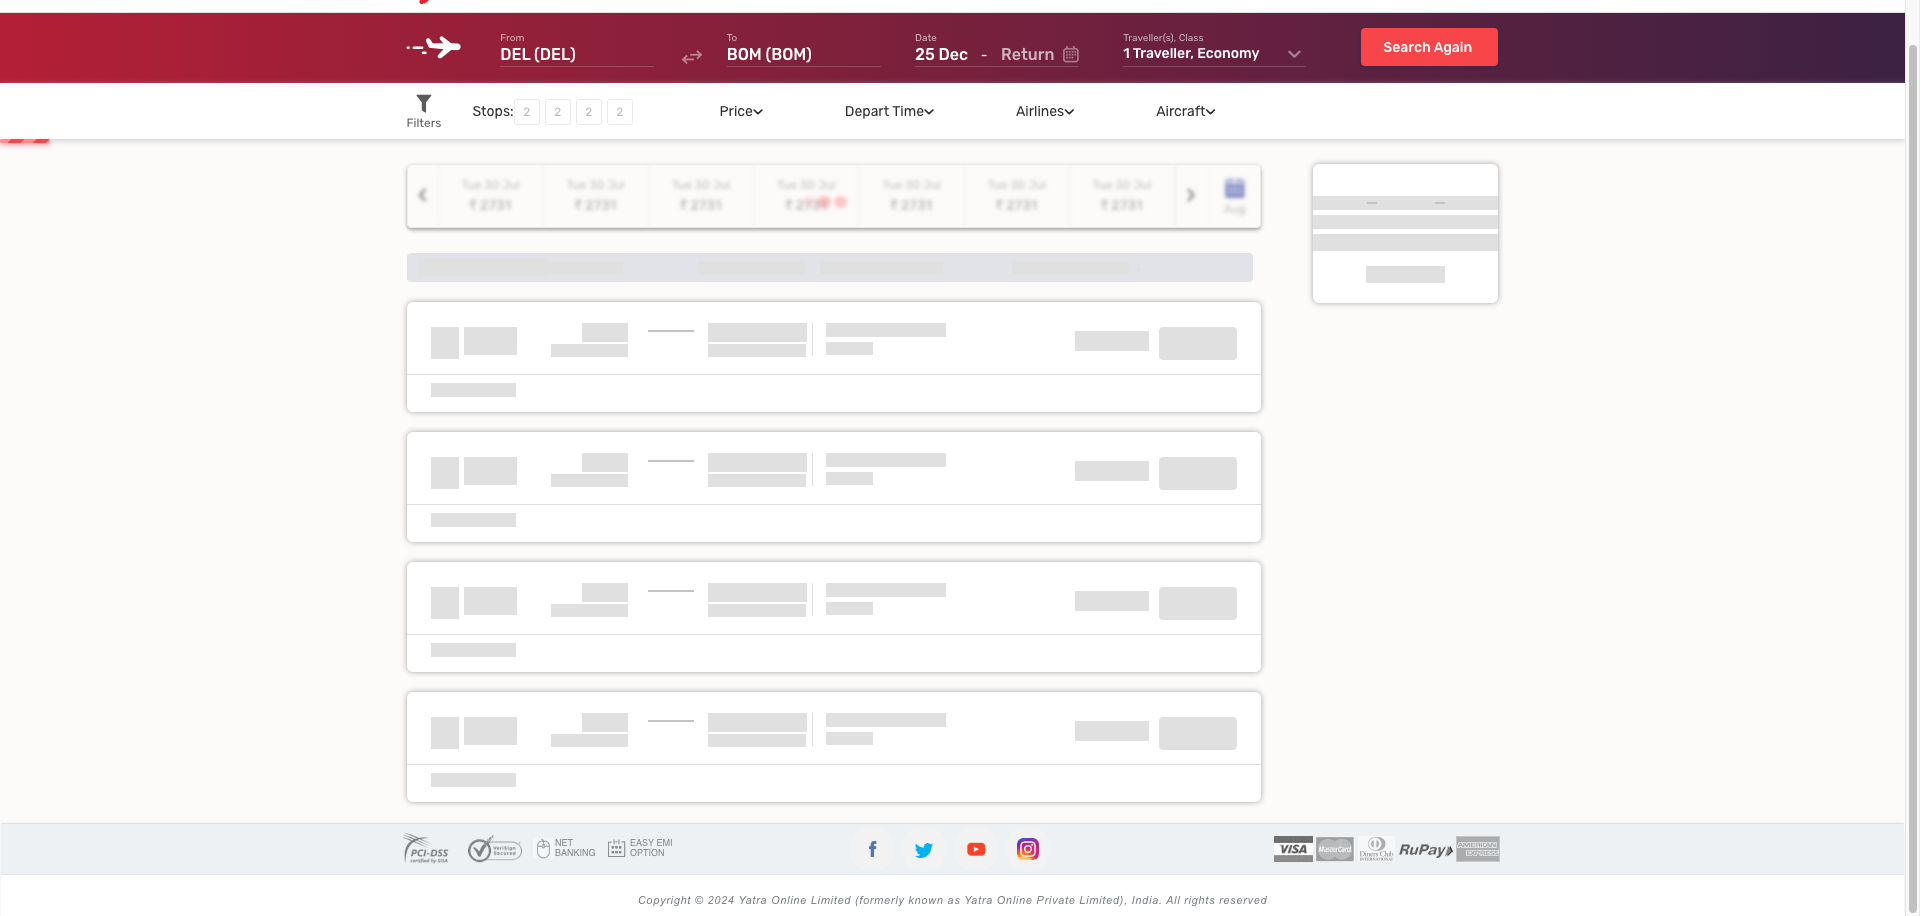 From
DEL (DEL)
To
BOM (BOM)
Date
25 Dec - Return
Traveller(s), Class
1 Traveller, Economy
Search Again
Filters
Stops: 2 2 2 2
Price
Depart Time
Airlines
Aircraft
Tue 30 Jul Tue 30 Jul Tue 30 Jul Tue 30 Jul Tue 30 Jul Tue 30 Jul Tue 30 Jul
₹ 2731 ₹ 2731 ₹ 2731 ₹ 2731 ₹ 2731 ₹ 2731 ₹ 2731
Aug
PCI-DSS
certified by SISA
VeriSign
Secured
NET
BANKING
EASY EMI
OPTION
VISA
MasterCard
Diners Club
INTERNATIONAL
RuPay
AMERICAN
EXPRESS
Copyright © 2024 Yatra Online Limited (formerly known as Yatra Online Private Limited), India. All rights reserved